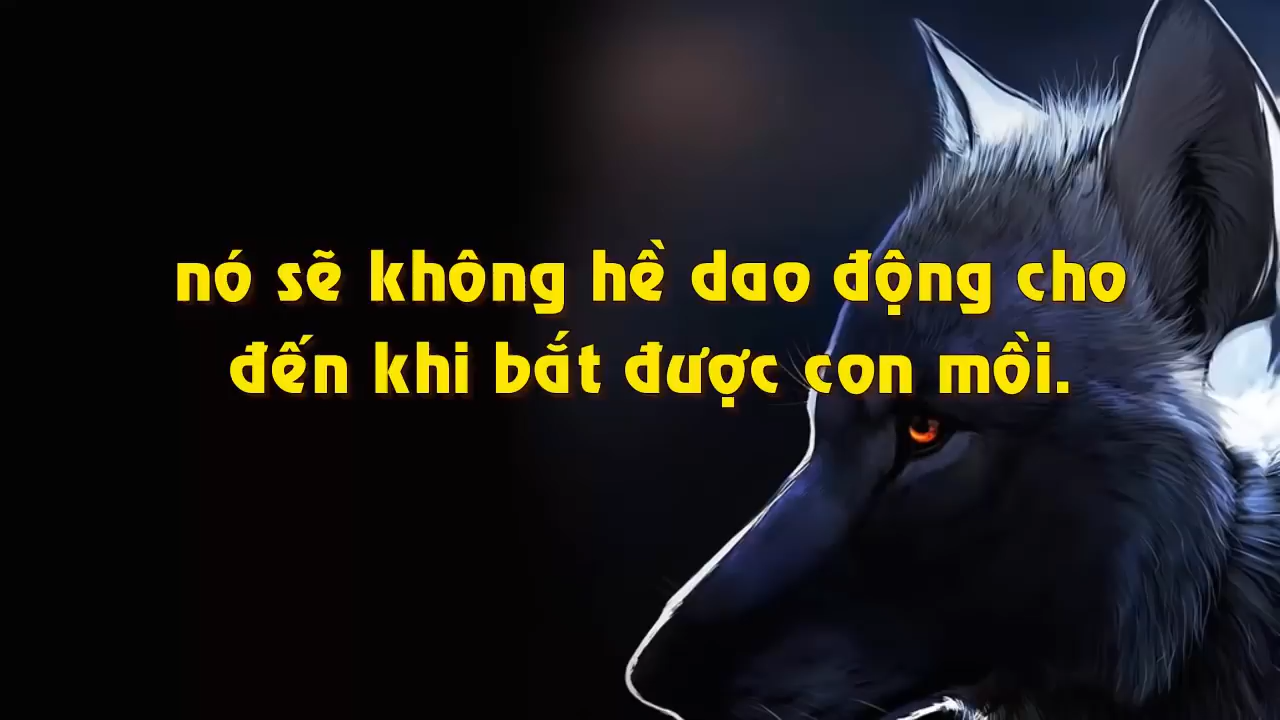 nó sẽ không hề dao động cho
đến khi bắt được con mồi.